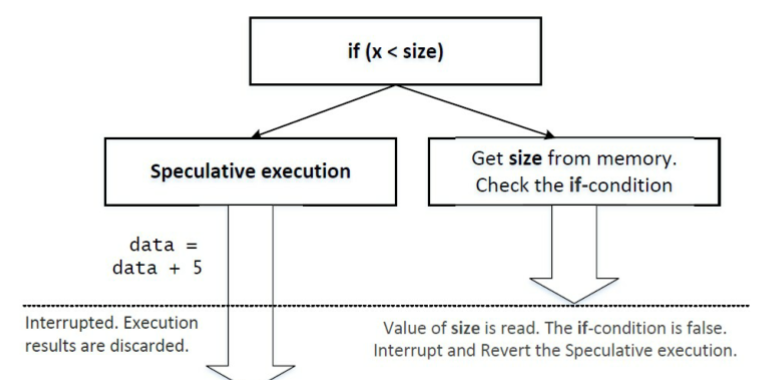 if (x < size)
Speculative execution
Get size from memory.
Check the if-condition
data =
data + 5
Interrupted. Execution
results are discarded.
Value of size is read. The if-condition is false.
Interrupt and Revert the Speculative execution.